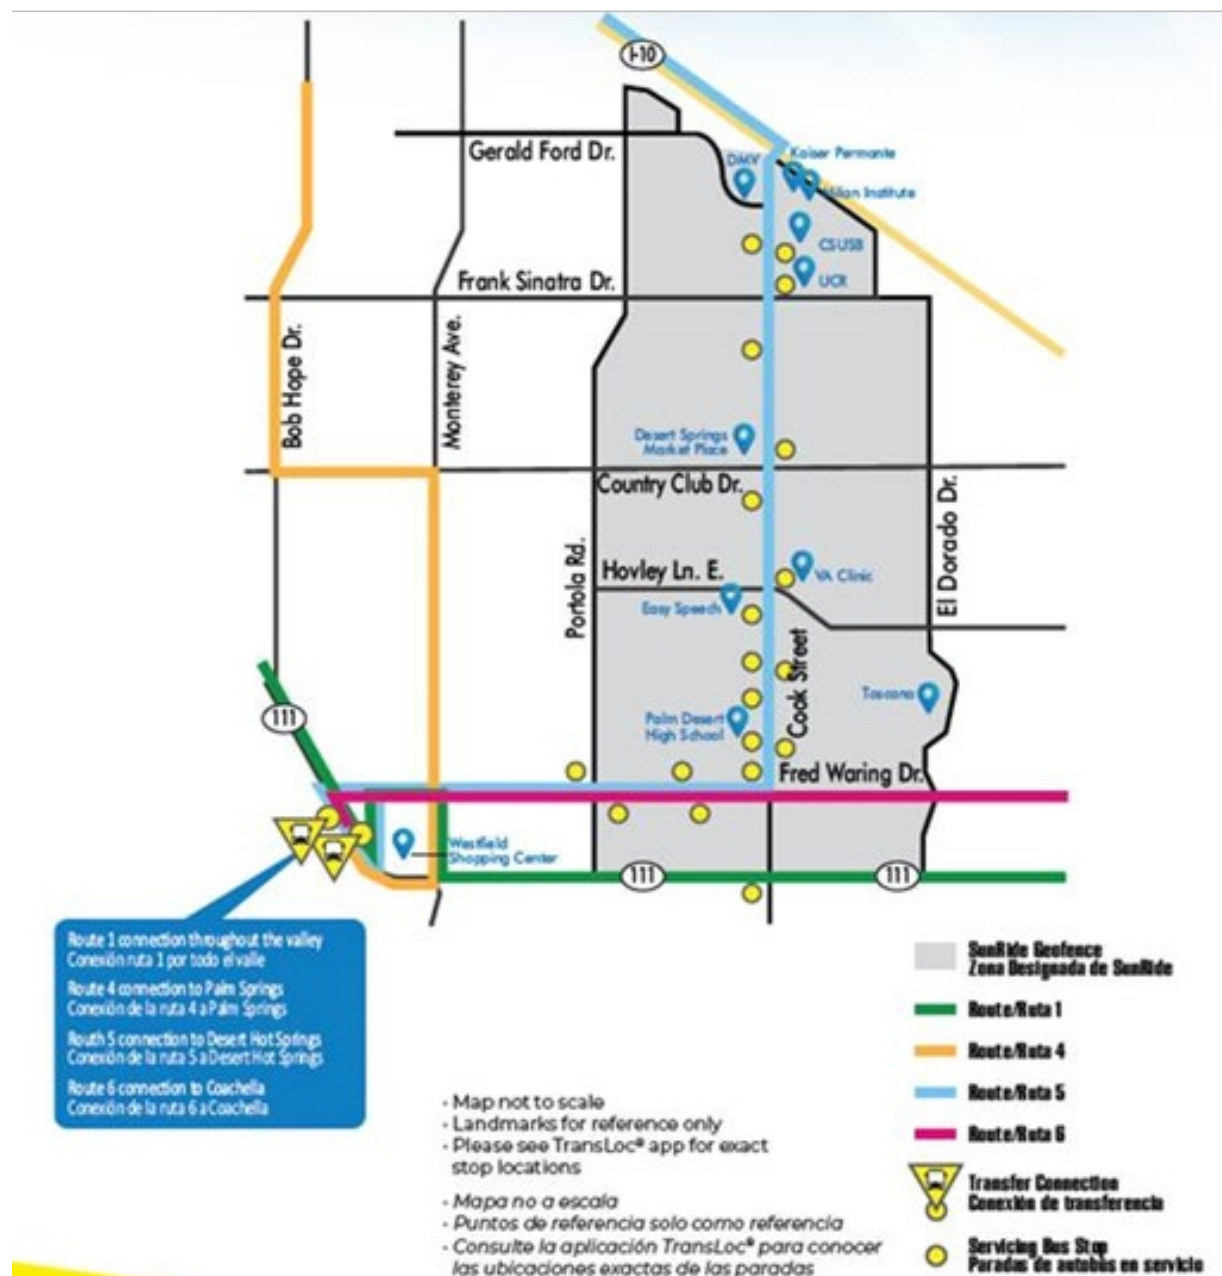 I-10
Gerald Ford Dr.
DMV
Kaiser Permante
Milan Institute
CSUSB
UCR
Frank Sinatra Dr.
Bob Hope Dr.
Monterey Ave.
Desert Springs
Market Place
Country Club Dr.
Portola Rd.
Hovley Ln. E.
El Dorado Dr.
VA Clinic
Easy Speech
Cook Street
Toscana
111
Palm Desert
High School
Fred Waring Dr.
Westfield
Shopping Center
111
111
Route 1 connection throughout the valley
Conexión ruta 1 por todo el valle
Route 4 connection to Palm Springs
Conexión de la ruta 4 a Palm Springs
Routh 5 connection to Desert Hot Springs
Conexión de la ruta 5 a Desert Hot Springs
Route 6 connection to Coachella
Conexión de la ruta 6 a Coachella
SunRide Geofence
Zona Designada de SunRide
Route/Ruta 1
Route/Ruta 4
Route/Ruta 5
Route/Ruta 6
Transfer Connection
Conexión de transferencia
Servicing Bus Stop
Paradas de autobús en servicio
- Map not to scale
- Landmarks for reference only
- Please see TransLoc® app for exact
stop locations
- Mapa no a escala
- Puntos de referencia solo como referencia
- Consulte la aplicación TransLoc® para conocer
las ubicaciones exactas de las paradas